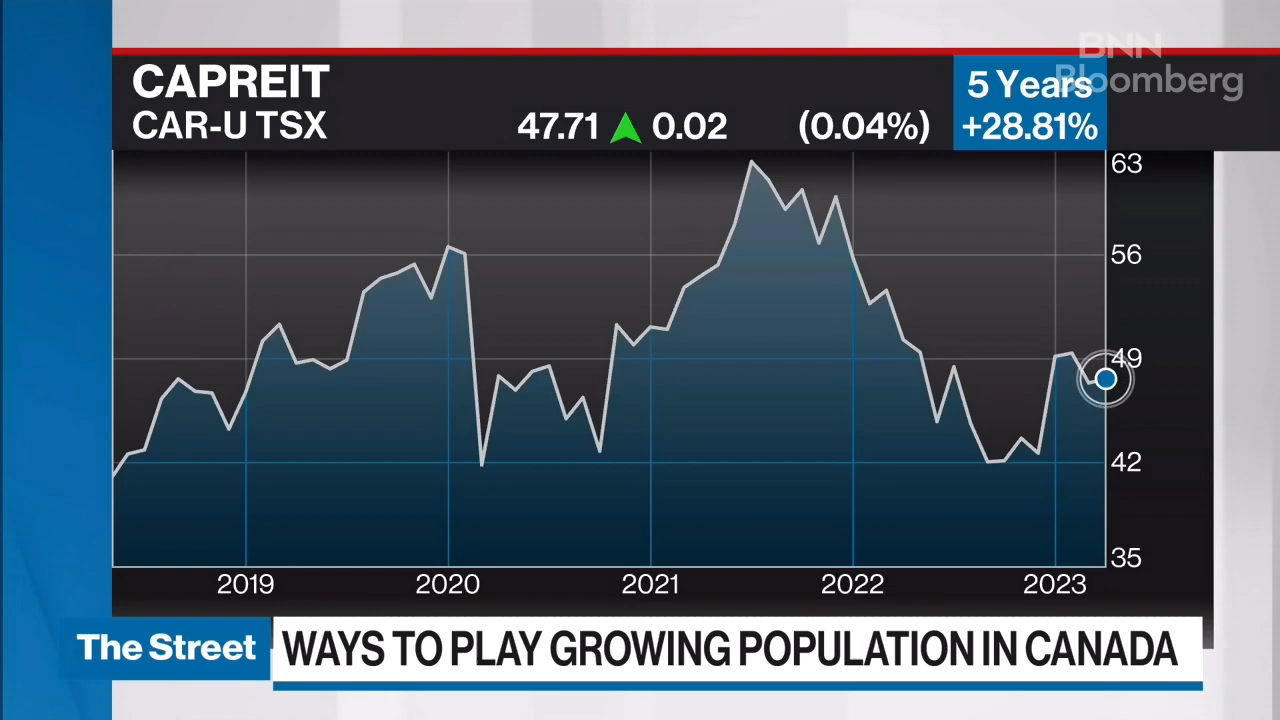 BNN
Bloomberg
CAPREIT
CAR-U TSX
47.71 ▲ 0.02 (0.04%)
5 Years
+28.81%
63
56
49
42
35
2019 2020 2021 2022 2023
The Street
WAYS TO PLAY GROWING POPULATION IN CANADA